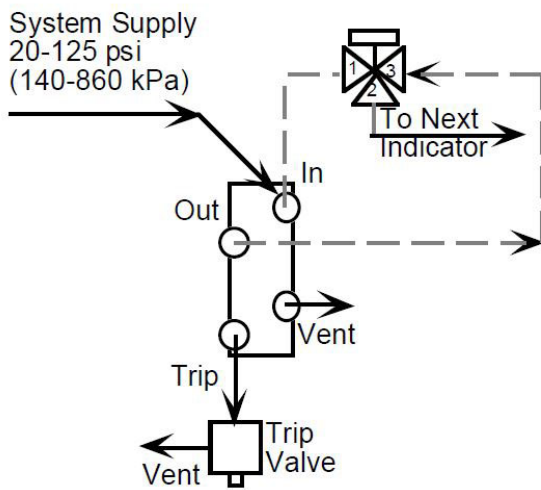 System Supply
20-125 psi
(140-860 kPa)
1
3
2
To Next
Indicator
In
Out
Vent
Trip
Trip
Valve
Vent